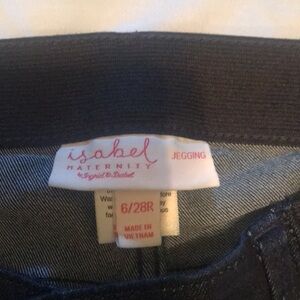 isabel
MATERNITY
by Ingrid & Isabel
JEGGING
6/28R
MADE IN
VIETNAM